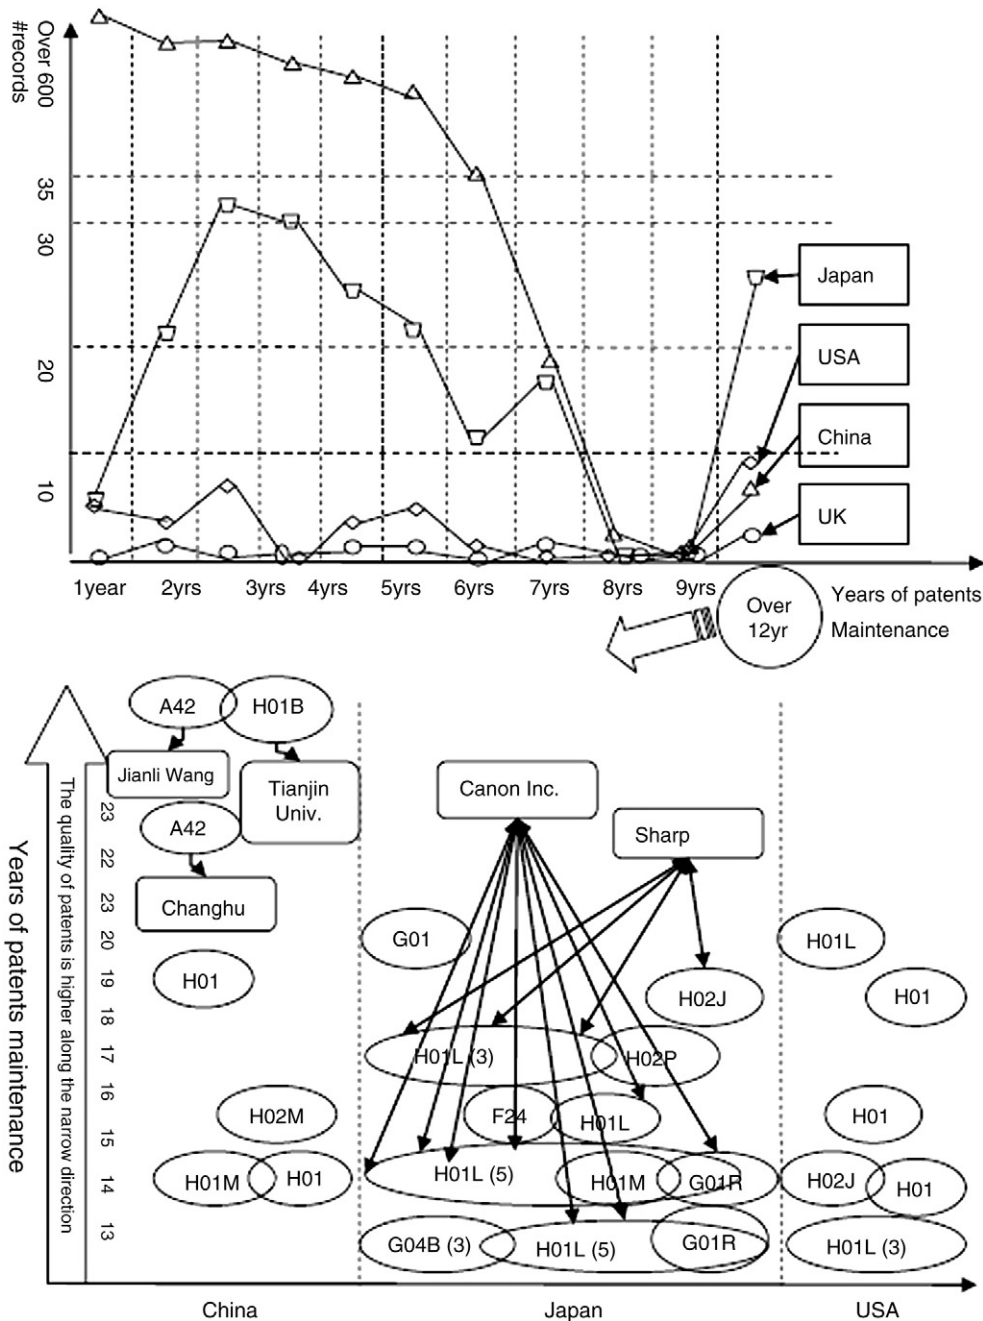 Over 600
#records
35
30
20
10
Japan
USA
China
UK
1year 2yrs 3yrs 4yrs 5yrs 6yrs 7yrs 8yrs 9yrs
Over
12yr
Years of patents
Maintenance
Years of patents maintenance
The quality of patents is higher along the narrow direction
23
22
23
20
19
18
17
16
15
14
13
A42 H01B
Jianli Wang
Tianjin
Univ.
A42
Changhu
H01
H02M
H01M H01
Canon Inc.
Sharp
G01
H02J
H01L (3) H02P
F24 H01L
H01L (5) H01M G01R
G04B (3) H01L (5) G01R
H01L
H01
H01
H02J H01
H01L (3)
China Japan USA